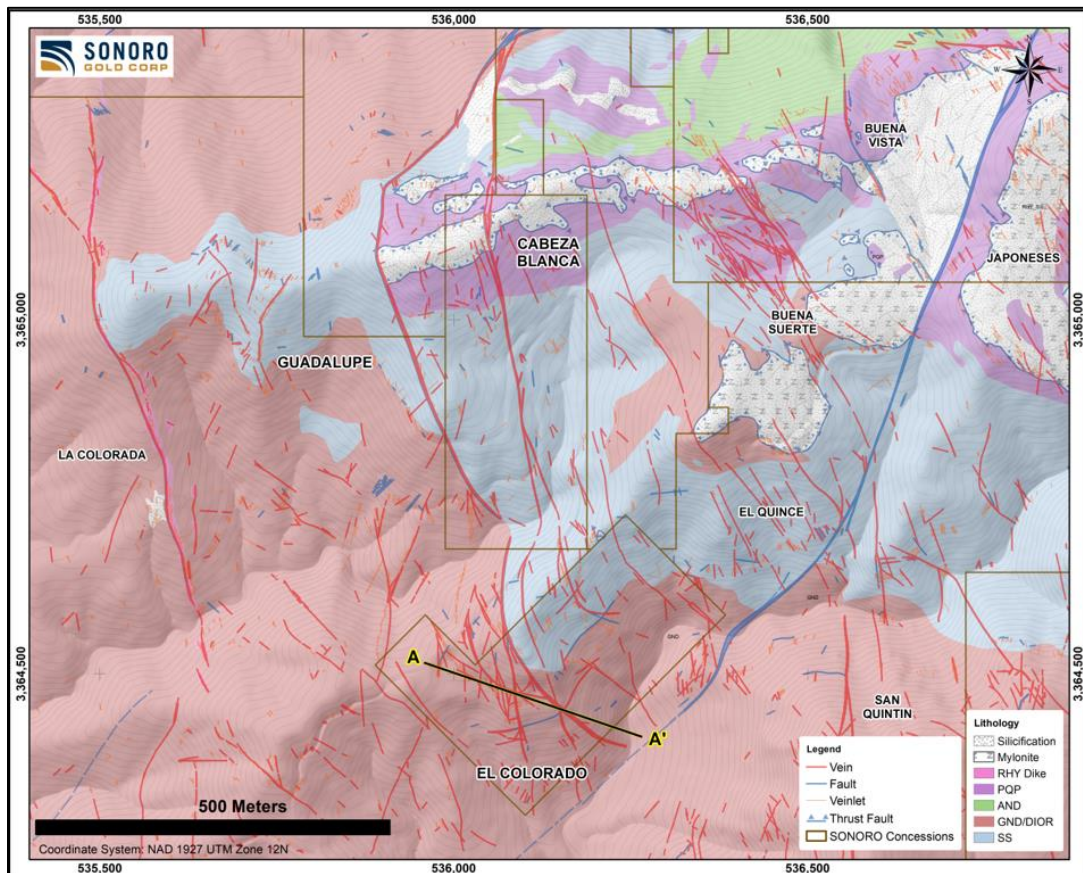 535,500
536,000
536,500
SONORO
GOLD CORP
N
W
E
S
BUENA
VISTA
CABEZA
BLANCA
PQP
JAPONESES
3,365,000
3,365,000
BUENA
SUERTE
GUADALUPE
LA COLORADA
EL QUINCE
GND
GND
3,364,500
3,364,500
A
A'
SAN
QUINTIN
EL COLORADO
Legend
Vein
Fault
Veinlet
Thrust Fault
SONORO Concessions
Lithology
Silicification
Mylonite
RHY Dike
PQP
AND
GND/DIOR
SS
500 Meters
Coordinate System: NAD 1927 UTM Zone 12N
535,500
536,000
536,500